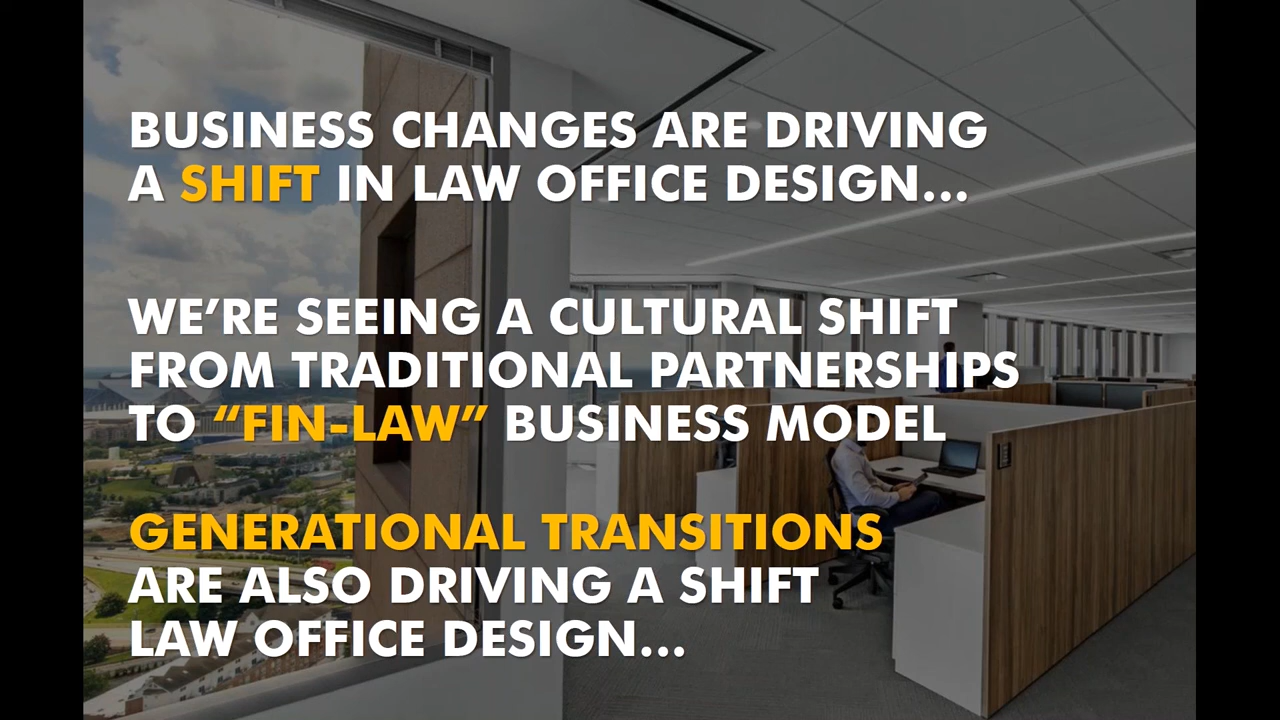 BUSINESS CHANGES ARE DRIVING
A SHIFT IN LAW OFFICE DESIGN...
WE'RE SEEING A CULTURAL SHIFT
FROM TRADITIONAL PARTNERSHIPS
TO “FIN-LAW” BUSINESS MODEL
GENERATIONAL TRANSITIONS
ARE ALSO DRIVING A SHIFT
LAW OFFICE DESIGN...